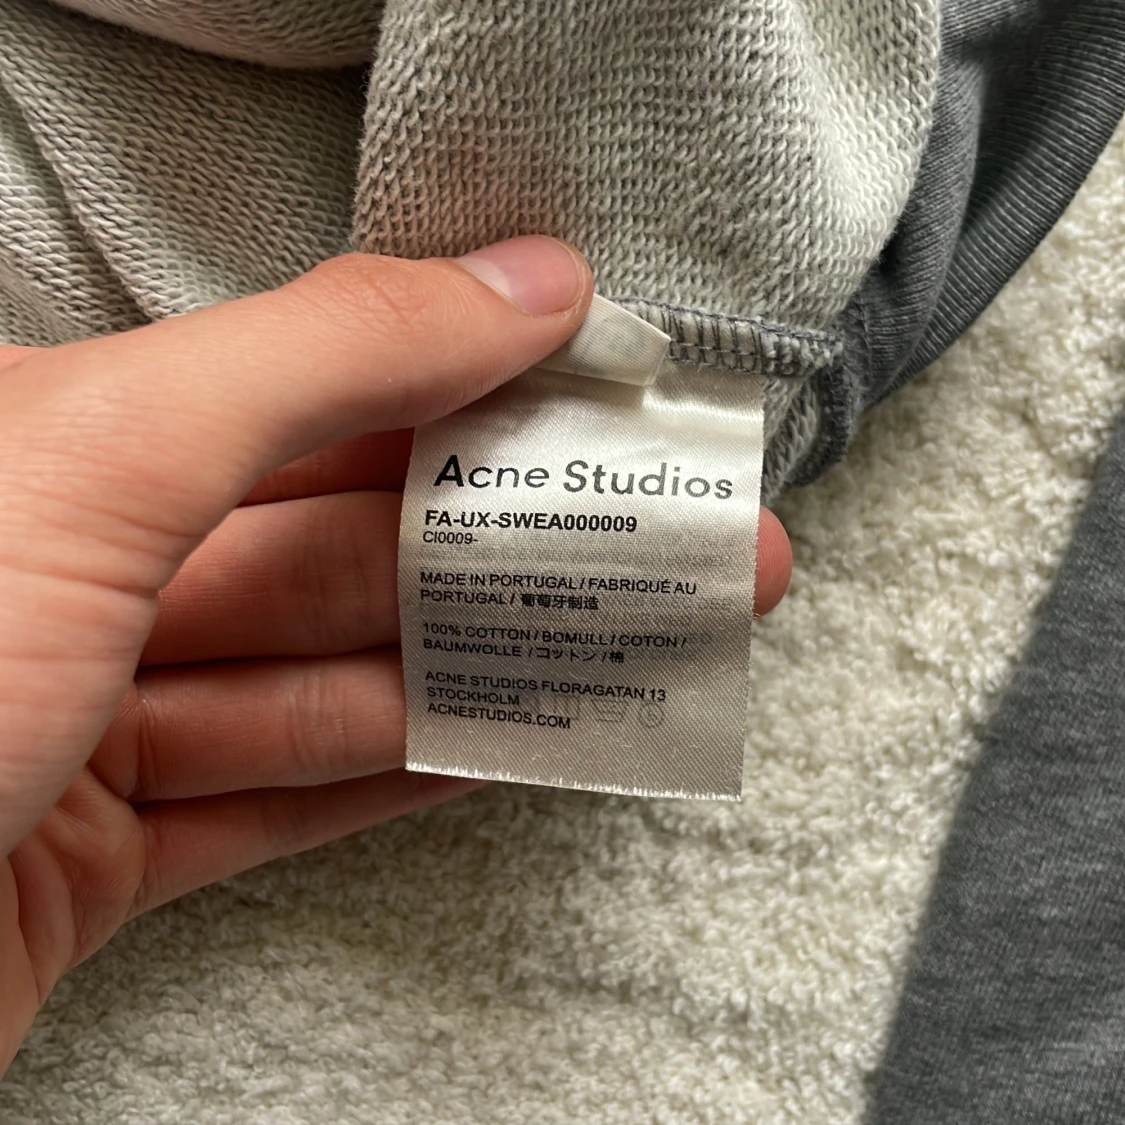 Acne Studios
FA-UX-SWEA000009
CI0009-
MADE IN PORTUGAL / FABRIQUÉ AU
PORTUGAL / 葡萄牙制造
100% COTTON / BOMULL / COTON /
BAUMWOLLE / コットン / 棉
ACNE STUDIOS FLORAGATAN 13
STOCKHOLM
ACNESTUDIOS.COM